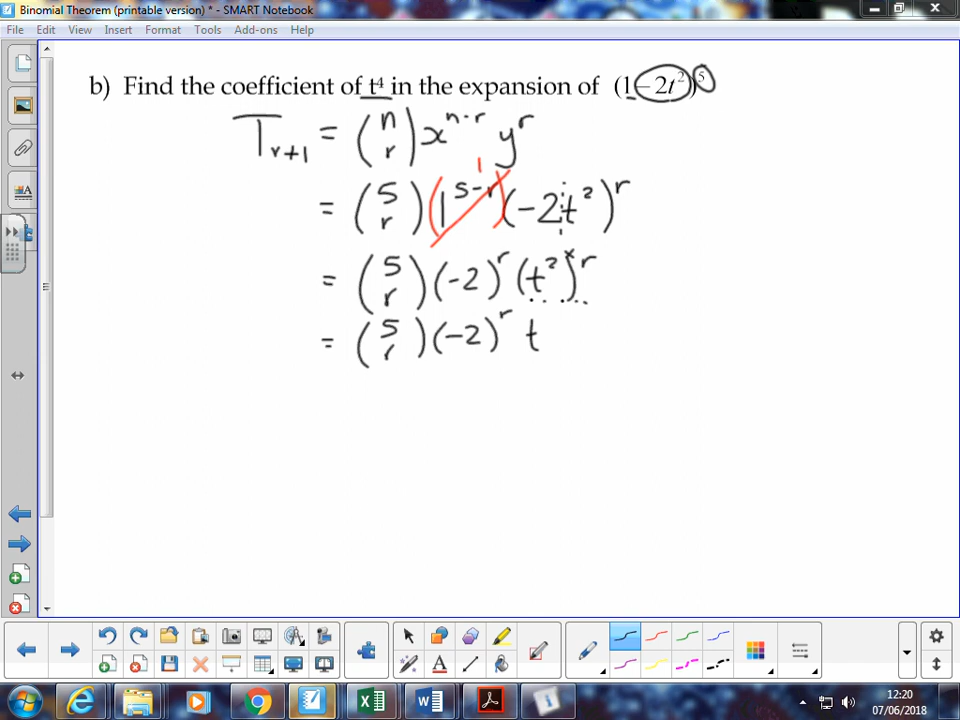 Binomial Theorem (printable version) * - SMART Notebook
File Edit View Insert Format Tools Add-ons Help
b) Find the coefficient of t⁴ in the expansion of (1 − 2t²)⁵
T_{r+1} = (n r) x^{n-r} y^r
= (5 r) (1^{5-r}) (-2t²)^r
1
= (5 r) (-2)^r (t²)^{× r}
= (5 r) (-2)^r t
A
12:20
07/06/2018